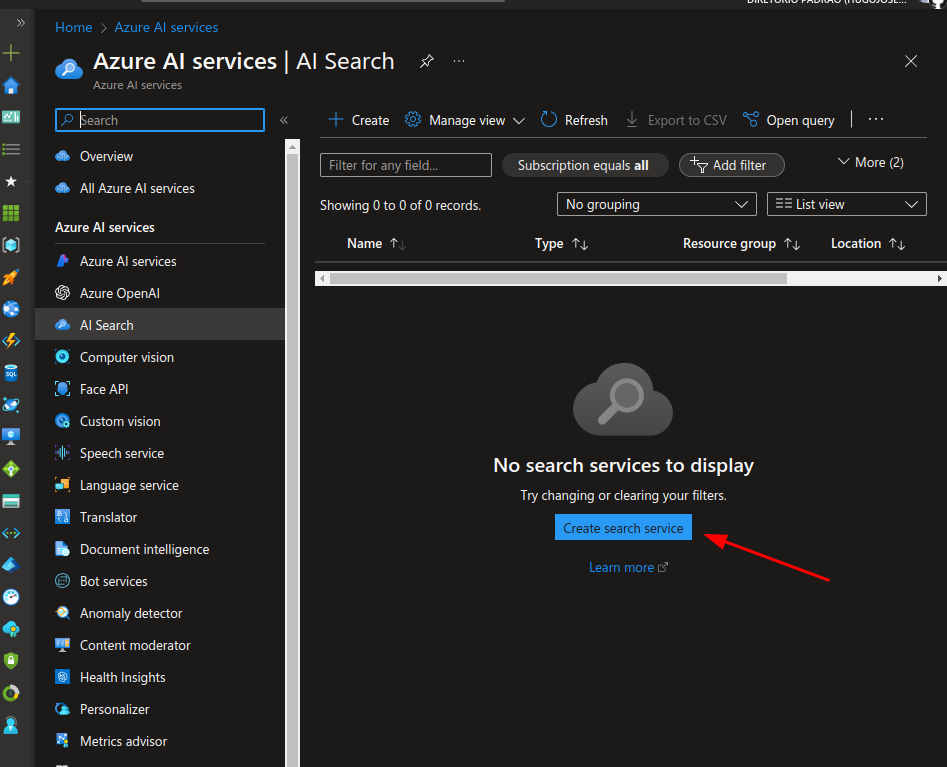 DIRETÓRIO PADRÃO (HUGOJOSE...
Home > Azure AI services
Azure AI services | AI Search
Azure AI services
Search
Create
Manage view
Refresh
Export to CSV
Open query
Overview
All Azure AI services
Azure AI services
Azure AI services
Azure OpenAI
AI Search
Computer vision
Face API
Custom vision
Speech service
Language service
Translator
Document intelligence
Bot services
Anomaly detector
Content moderator
Health Insights
Personalizer
Metrics advisor
Filter for any field...
Subscription equals all
Add filter
More (2)
Showing 0 to 0 of 0 records.
No grouping
List view
Name
Type
Resource group
Location
No search services to display
Try changing or clearing your filters.
Create search service
Learn more
SQL